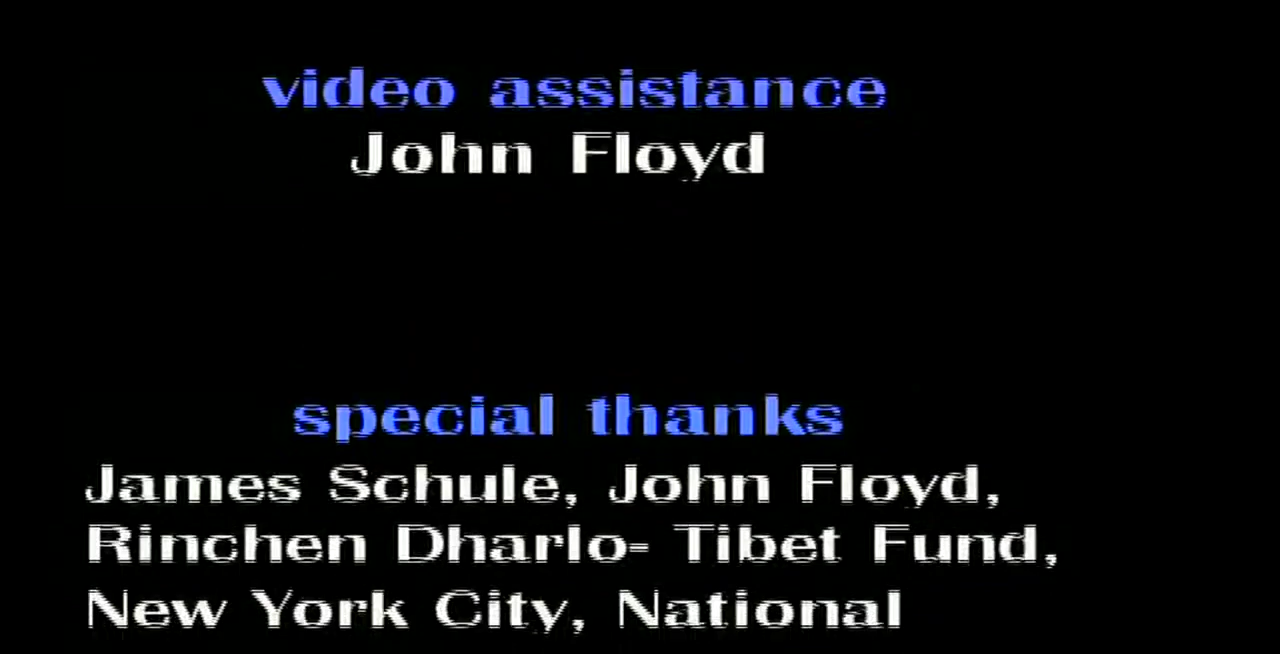 video assistance
John Floyd
special thanks
James Schule, John Floyd,
Rinchen Dharlo- Tibet Fund,
New York City, National